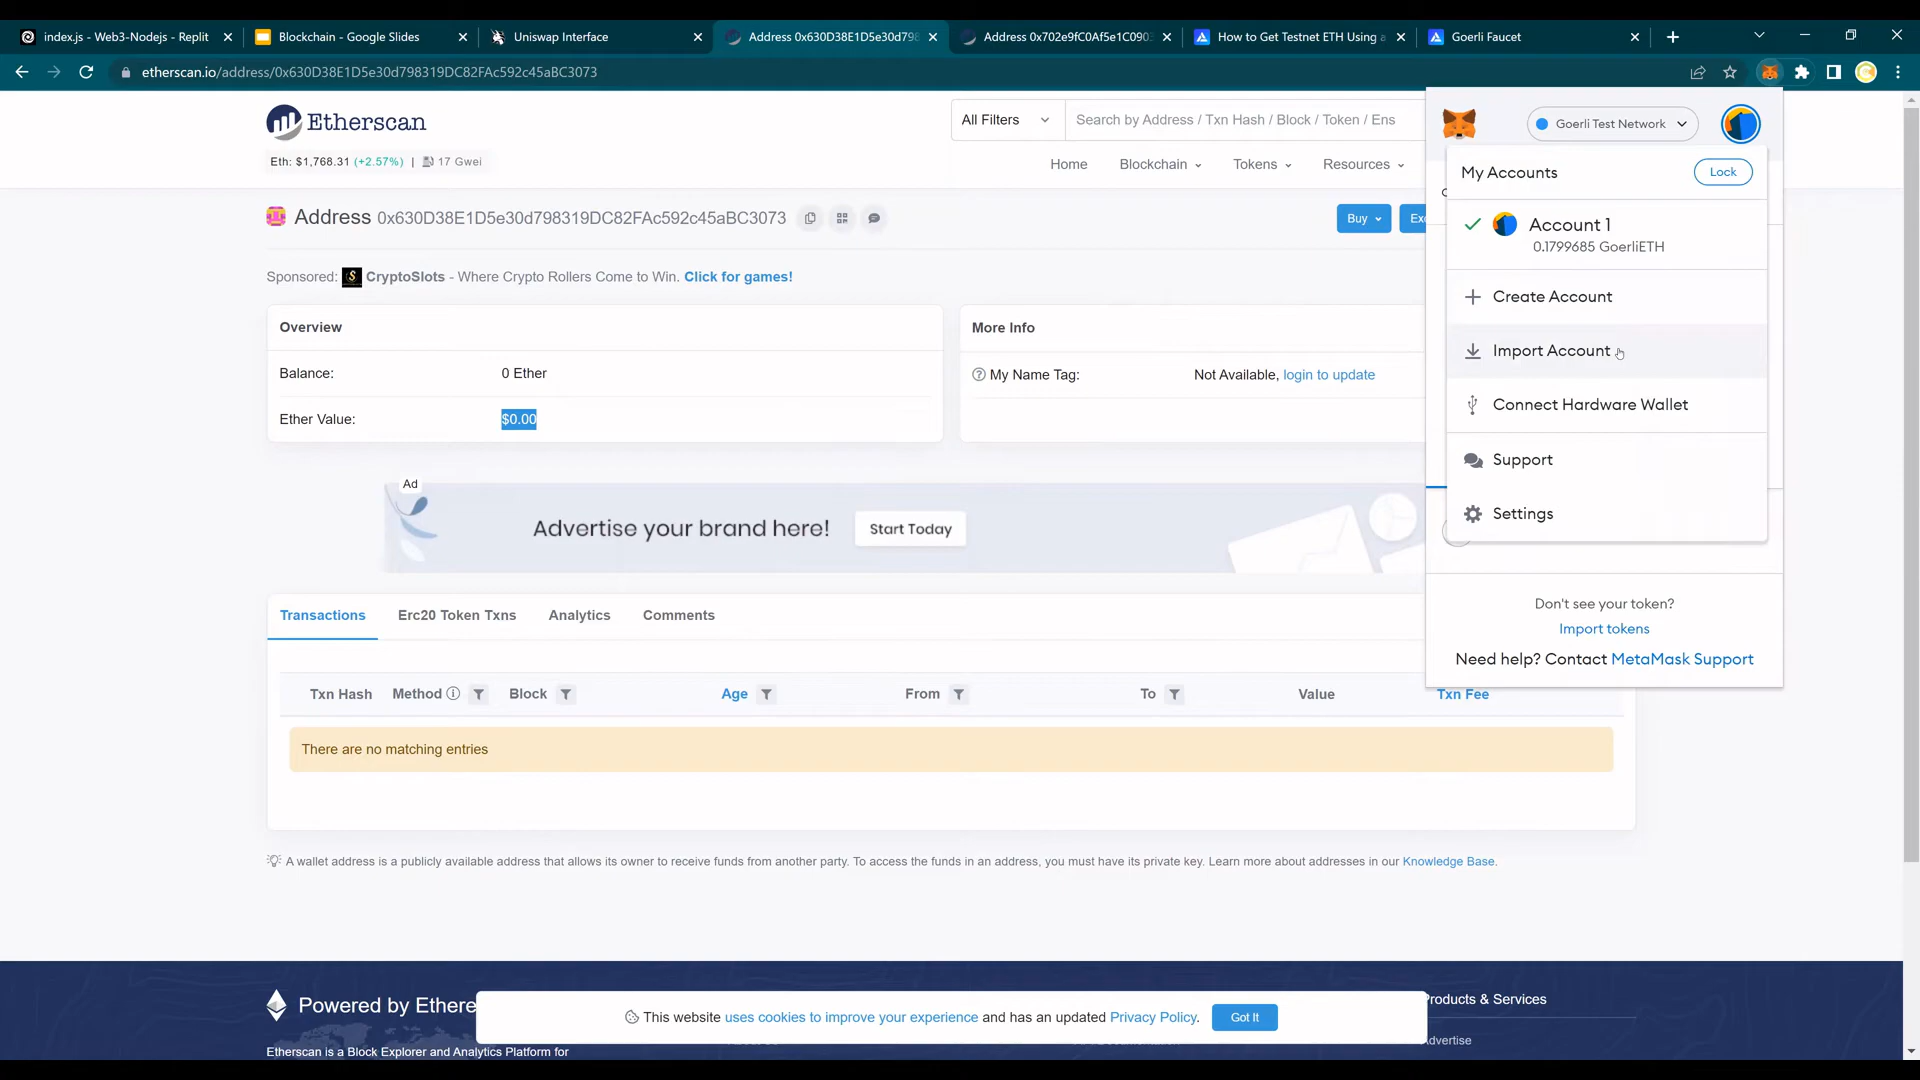 index.js - Web3-Nodejs - Replit
Blockchain - Google Slides
Uniswap Interface
Address 0x630D38E1D5e30d798
Address 0x702e9fC0Af5e1C090
How to Get Testnet ETH Using a
Goerli Faucet
etherscan.io/address/0x630D38E1D5e30d798319DC82FAc592c45aBC3073
Etherscan
All Filters
Search by Address / Txn Hash / Block / Token / Ens
Goerli Test Network
Eth: $1,768.31 (+2.57%) | 17 Gwei
Home
Blockchain
Tokens
Resources
My Accounts
Lock
Address 0x630D38E1D5e30d798319DC82FAc592c45aBC3073
Buy
Exc
Account 1
0.1799685 GoerliETH
Sponsored: CryptoSlots - Where Crypto Rollers Come to Win. Click for games!
Create Account
Overview
More Info
Import Account
Balance:
0 Ether
My Name Tag:
Not Available, login to update
Connect Hardware Wallet
Ether Value:
$0.00
Support
Ad
Settings
Advertise your brand here!
Start Today
Don't see your token?
Import tokens
Need help? Contact MetaMask Support
Transactions
Erc20 Token Txns
Analytics
Comments
Txn Hash
Method
Block
Age
From
To
Value
Txn Fee
There are no matching entries
A wallet address is a publicly available address that allows its owner to receive funds from another party. To access the funds in an address, you must have its private key. Learn more about addresses in our Knowledge Base.
Powered by Ethere
Products & Services
This website uses cookies to improve your experience and has an updated Privacy Policy.
Got It
Advertise
Etherscan is a Block Explorer and Analytics Platform for